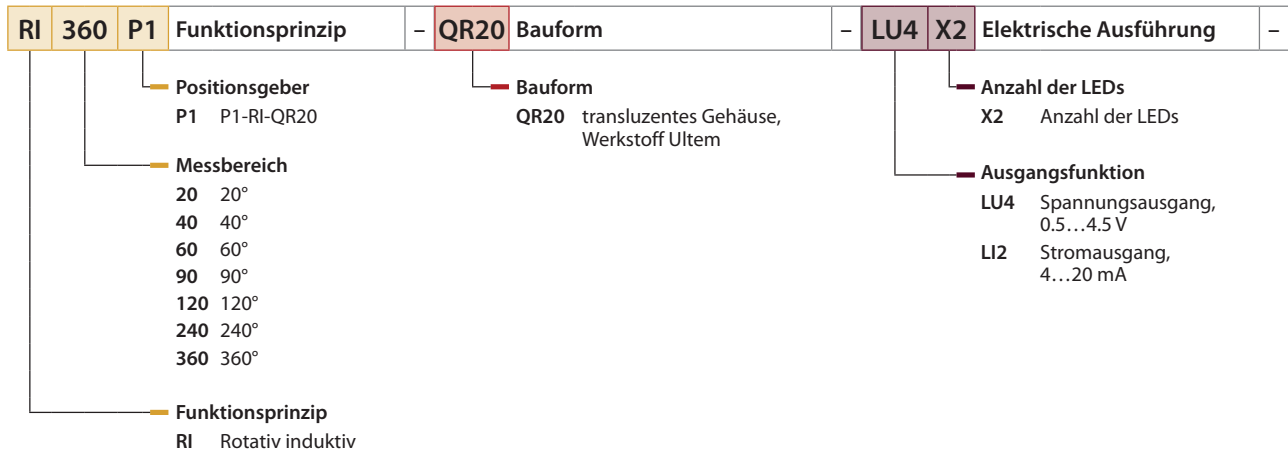 RI 360 P1 Funktionsprinzip – QR20 Bauform – LU4 X2 Elektrische Ausführung –
Positionsgeber
P1 P1-RI-QR20
Messbereich
20 20°
40 40°
60 60°
90 90°
120 120°
240 240°
360 360°
Funktionsprinzip
RI Rotativ induktiv
Bauform
QR20 transluzentes Gehäuse,
Werkstoff Ultem
Anzahl der LEDs
X2 Anzahl der LEDs
Ausgangsfunktion
LU4 Spannungsausgang,
0.5…4.5 V
LI2 Stromausgang,
4…20 mA